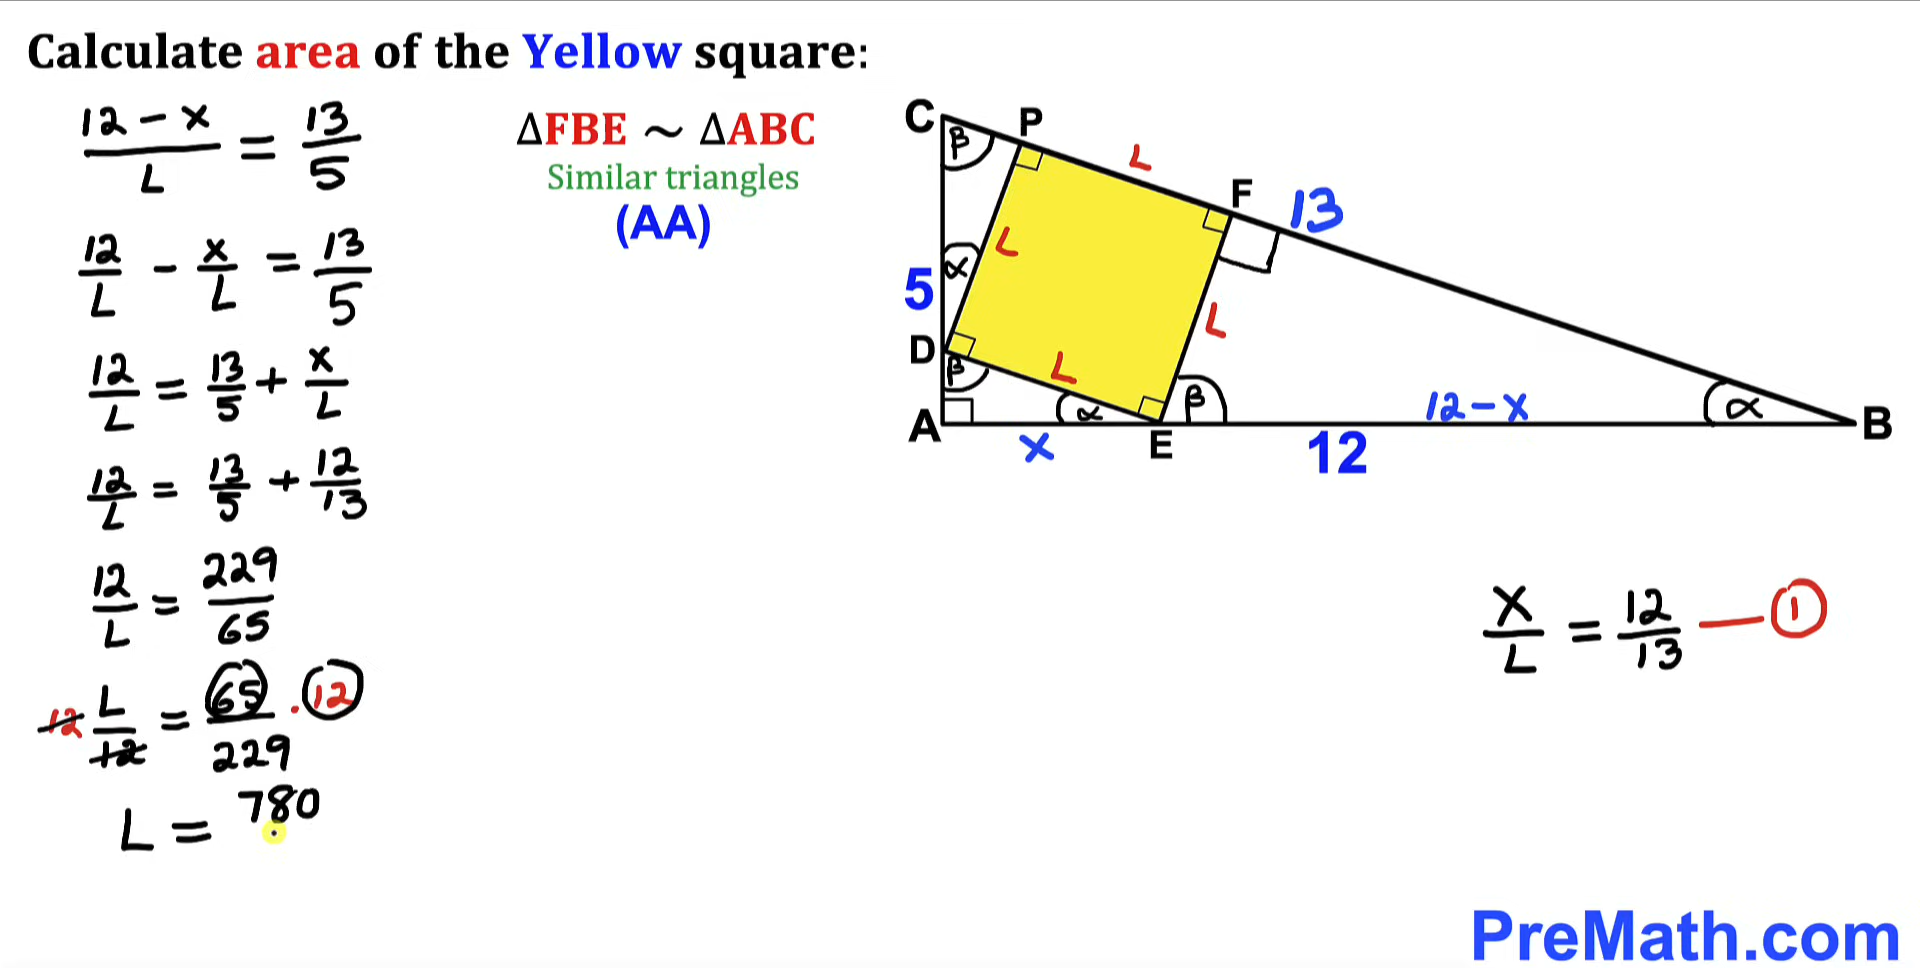 Calculate area of the Yellow square:
12 - x / L = 13 / 5
12 / L - x / L = 13 / 5
12 / L = 13 / 5 + x / L
12 / L = 13 / 5 + 12 / 13
12 / L = 229 / 65
12 L / 12 = 65 / 229 . 12
L = 780
ΔFBE ~ ΔABC
Similar triangles
(AA)
C
P
β
L
F
13
L
α
5
L
D
L
β
β
12-x
α
α
A
B
x
E
12
x / L = 12 / 13 — 1
PreMath.com